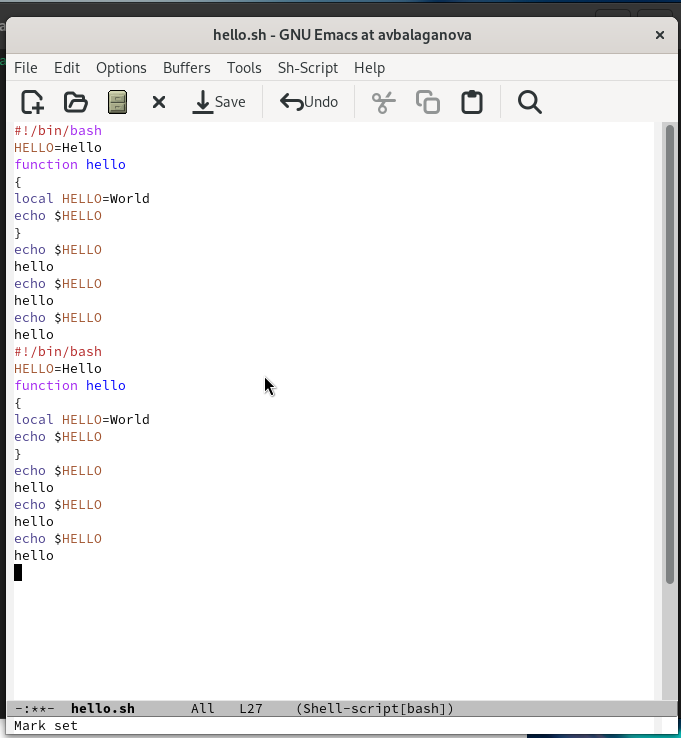 hello.sh - GNU Emacs at avbalaganova ×
File Edit Options Buffers Tools Sh-Script Help
Save Undo
#!/bin/bash
HELLO=Hello
function hello
{
local HELLO=World
echo $HELLO
}
echo $HELLO
hello
echo $HELLO
hello
echo $HELLO
hello
#!/bin/bash
HELLO=Hello
function hello
{
local HELLO=World
echo $HELLO
}
echo $HELLO
hello
echo $HELLO
hello
echo $HELLO
hello
-:**- hello.sh All L27 (Shell-script[bash])
Mark set